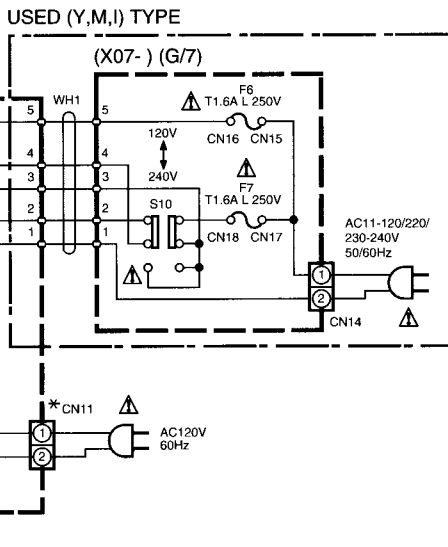 USED (Y,M,I) TYPE
(X07- ) (G/7)
WH1
F6
T1.6A L 250V
5 5
120V
CN16 CN15
4 4
3 3
240V
F7
T1.6A L 250V
S10
2 2
CN18 CN17
1 1
AC11-120/220/
230-240V
50/60Hz
1
2
CN14
*CN11
1
AC120V
60Hz
2